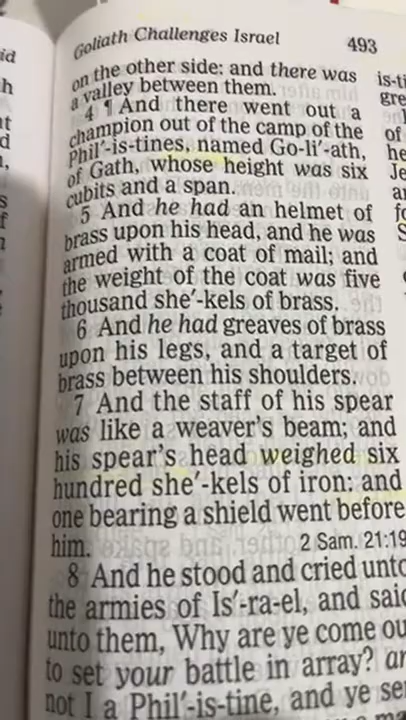 Goliath Challenges Israel
493
on the other side: and there was
a valley between them.
4 ¶ And there went out a
champion out of the camp of the
Phil′-is-tines, named Go-li′-ath,
of Gath, whose height was six
cubits and a span.
5 And he had an helmet of
brass upon his head, and he was
armed with a coat of mail; and
the weight of the coat was five
thousand she′-kels of brass.
6 And he had greaves of brass
upon his legs, and a target of
brass between his shoulders.
7 And the staff of his spear
was like a weaver's beam; and
his spear's head weighed six
hundred she′-kels of iron: and
one bearing a shield went before
him.
2 Sam. 21:19
8 And he stood and cried unto
the armies of Is′-ra-el, and said
unto them, Why are ye come ou
to set your battle in array? am
not I a Phil′-is-tine, and ye ser